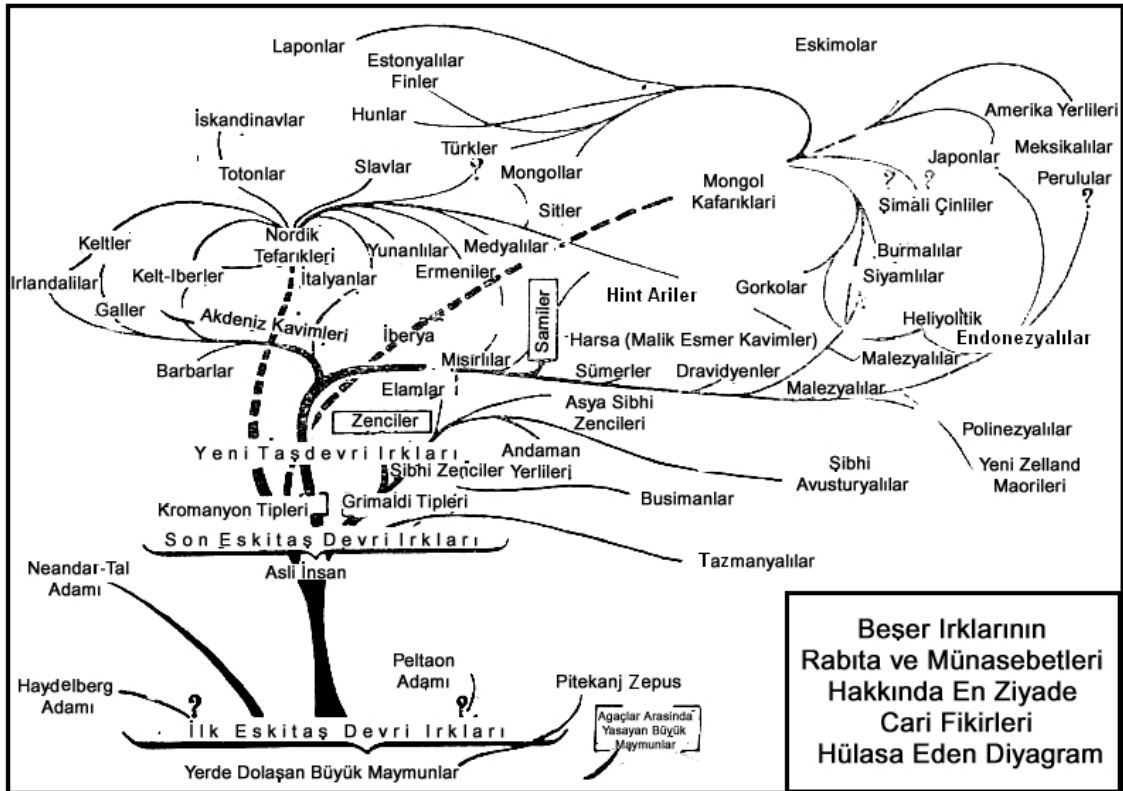 Laponlar
Eskimolar
Estonyalılar
Finler
İskandinavlar
Hunlar
Amerika Yerlileri
Türkler
?
Totonlar
Slavlar
Mongollar
Japonlar
Meksikalılar
Mongol
Kafarıklari
? ?
Perulular
?
Şimali Çinliler
Sitler
Keltler
Nordik
Tefarıkleri
Yunanlılar
Medyalılar
Burmalılar
Kelt-Iberler
İtalyanlar
Ermeniler
Siyamlılar
Irlandalilar
Hint Ariler
Gorkolar
Galler
Akdeniz Kavimleri
İberya
Samiler
Heliyolitik
Harsa (Malik Esmer Kavimler)
Endonezyalılar
Barbarlar
Mısırlılar
Malezyalılar
Sümerler
Dravidyenler
Elamlar
Malezyalılar
Asya Sibhi
Zencileri
Zenciler
Polinezyalılar
Yeni Taşdevri Irkları
Andaman
Yerlileri
Sibhi Zenciler
Şibhi
Avusturyalılar
Yeni Zelland
Maorileri
Busimanlar
Kromanyon Tipleri
Grimaldi Tipleri
Son Eskitaş Devri Irkları
Tazmanyalılar
Asli İnsan
Neandar-Tal
Adamı
Peltaon
Adamı
Pitekanj Zepus
Haydelberg
Adamı
?
?
İlk Eskitaş Devri Irkları
Agaçlar Arasinda
Yasayan Büyük
Maymunlar
Yerde Dolaşan Büyük Maymunlar
Beşer Irklarının
Rabıta ve Münasebetleri
Hakkında En Ziyade
Cari Fikirleri
Hülasa Eden Diyagram